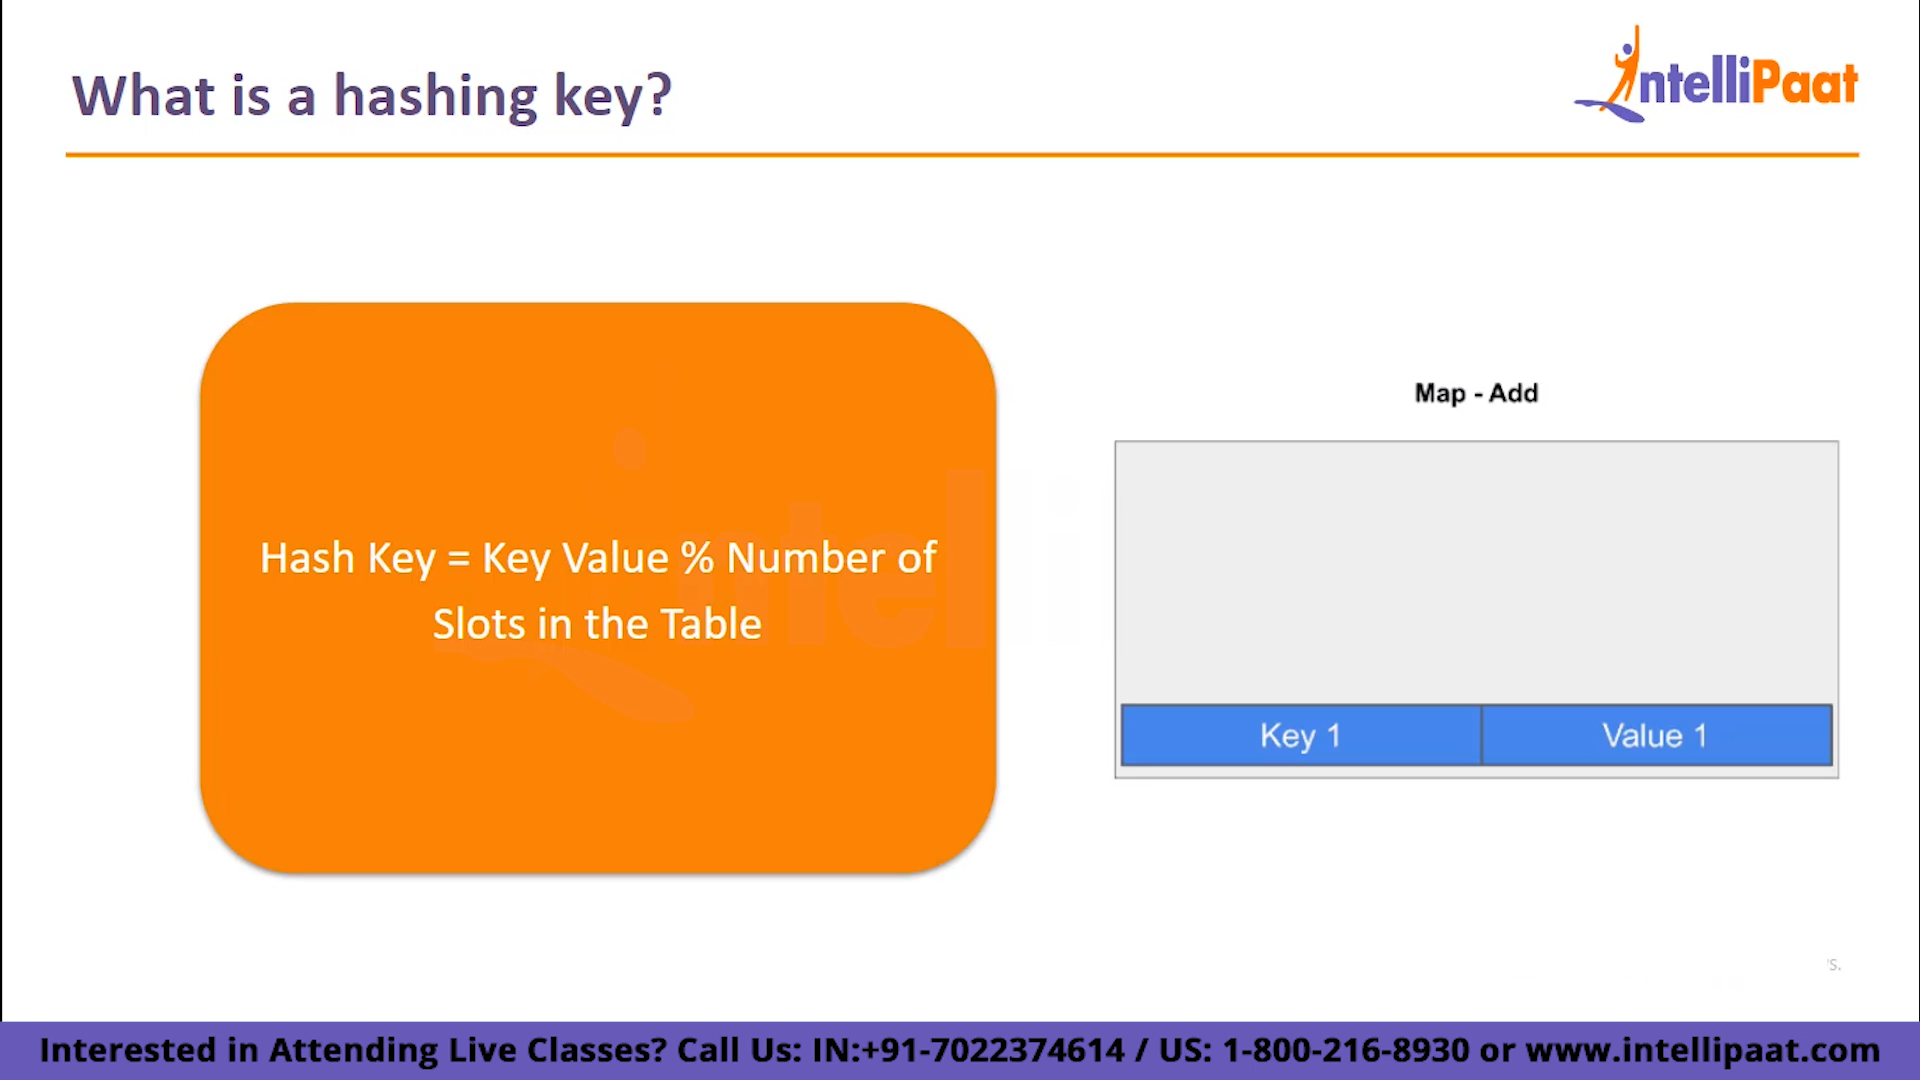 What is a hashing key?
IntelliPaat
Hash Key = Key Value % Number of
Slots in the Table
Map - Add
Key 1 Value 1
Interested in Attending Live Classes? Call Us: IN:+91-7022374614 / US: 1-800-216-8930 or www.intellipaat.com